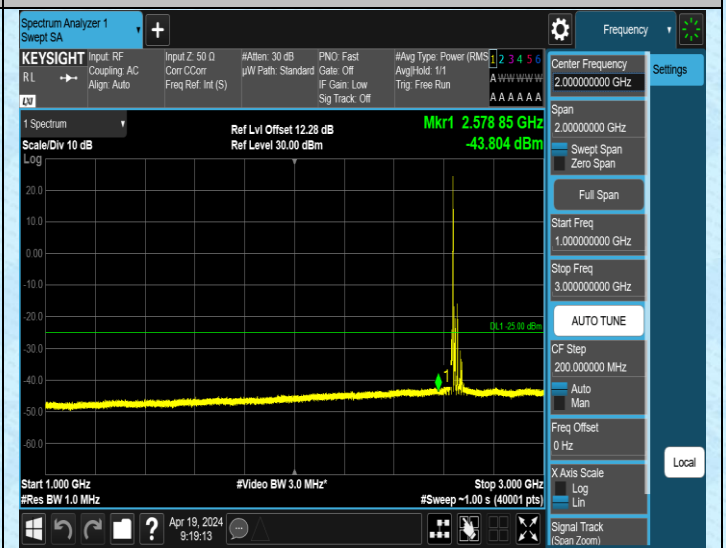 Spectrum Analyzer 1
Swept SA
+
Frequency
KEYSIGHT
R L
LXI
Input: RF
Coupling: AC
Align: Auto
Input Z: 50 Ω
Corr CCorr
Freq Ref: Int (S)
#Atten: 30 dB
µW Path: Standard
PNO: Fast
Gate: Off
IF Gain: Low
Sig Track: Off
#Avg Type: Power (RMS
Avg|Hold: 1/1
Trig: Free Run
1 2 3 4 5 6
A W W W W W
A A A A A A
1 Spectrum
Scale/Div 10 dB
Ref Lvl Offset 12.28 dB
Ref Level 30.00 dBm
Mkr1 2.578 85 GHz
-43.804 dBm
Log
20.0
10.0
0.00
-10.0
-20.0
-30.0
-40.0
-50.0
-60.0
DL1 -25.00 dBm
1
Start 1.000 GHz
#Res BW 1.0 MHz
#Video BW 3.0 MHz*
Stop 3.000 GHz
#Sweep ~1.00 s (40001 pts)
Center Frequency
2.000000000 GHz
Span
2.00000000 GHz
Swept Span
Zero Span
Full Span
Start Freq
1.000000000 GHz
Stop Freq
3.000000000 GHz
AUTO TUNE
CF Step
200.000000 MHz
Auto
Man
Freq Offset
0 Hz
X Axis Scale
Log
Lin
Signal Track
(Span Zoom)
Settings
Local
?
Apr 19, 2024
9:19:13